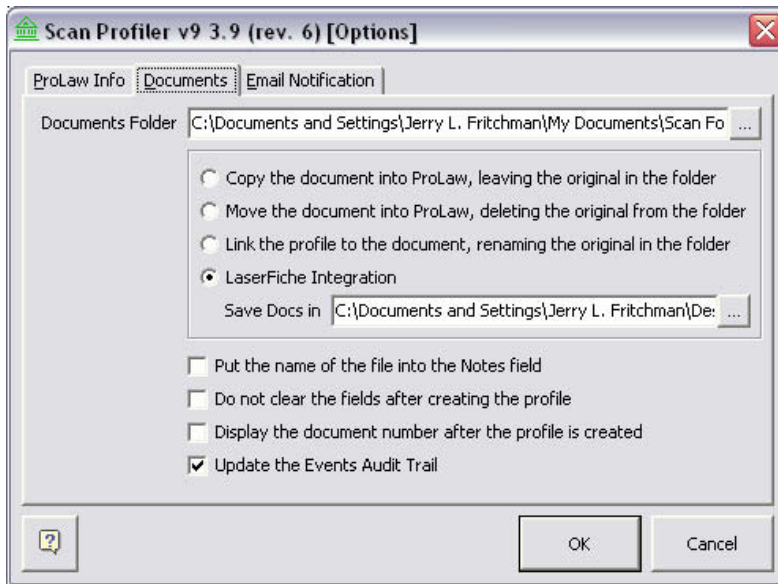 Scan Profiler v9 3.9 (rev. 6) [Options]
ProLaw Info Documents Email Notification
Documents Folder C:\Documents and Settings\Jerry L. Fritchman\My Documents\Scan Fo ...
Copy the document into ProLaw, leaving the original in the folder
Move the document into ProLaw, deleting the original from the folder
Link the profile to the document, renaming the original in the folder
LaserFiche Integration
Save Docs in C:\Documents and Settings\Jerry L. Fritchman\De: ...
Put the name of the file into the Notes field
Do not clear the fields after creating the profile
Display the document number after the profile is created
Update the Events Audit Trail
OK Cancel